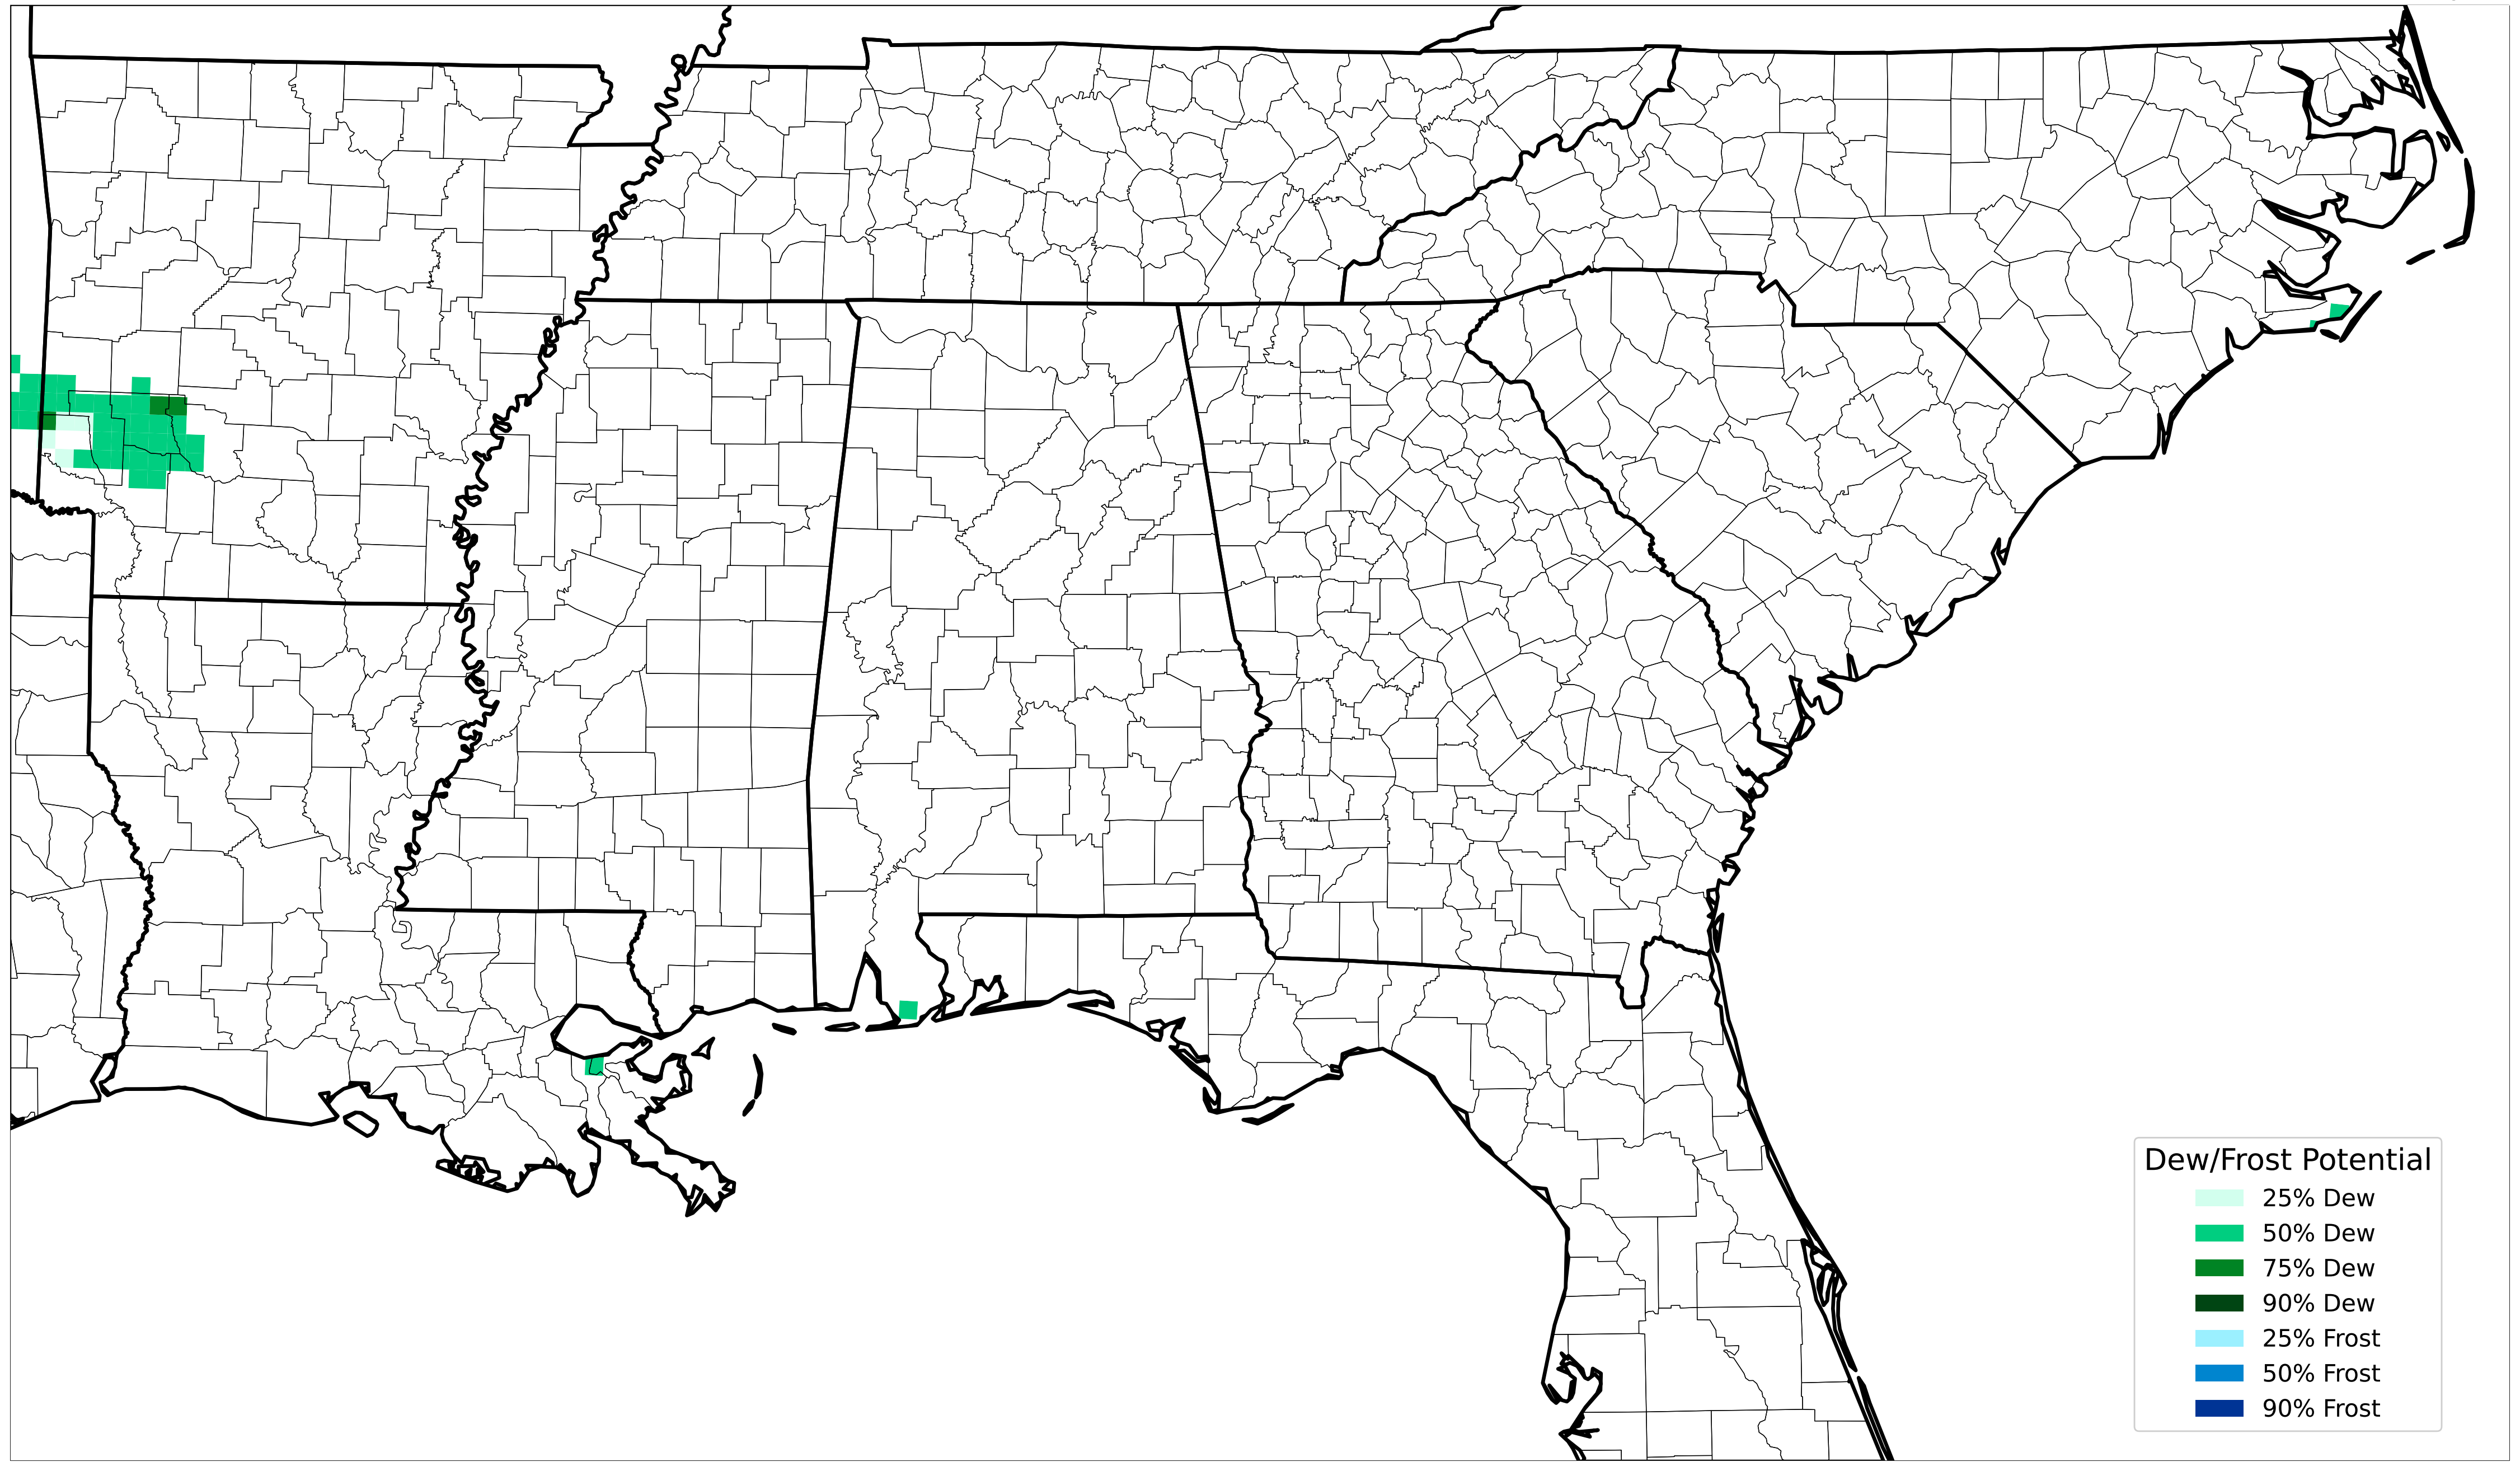 Dew/Frost Potential
25% Dew
50% Dew
75% Dew
90% Dew
25% Frost
50% Frost
90% Frost